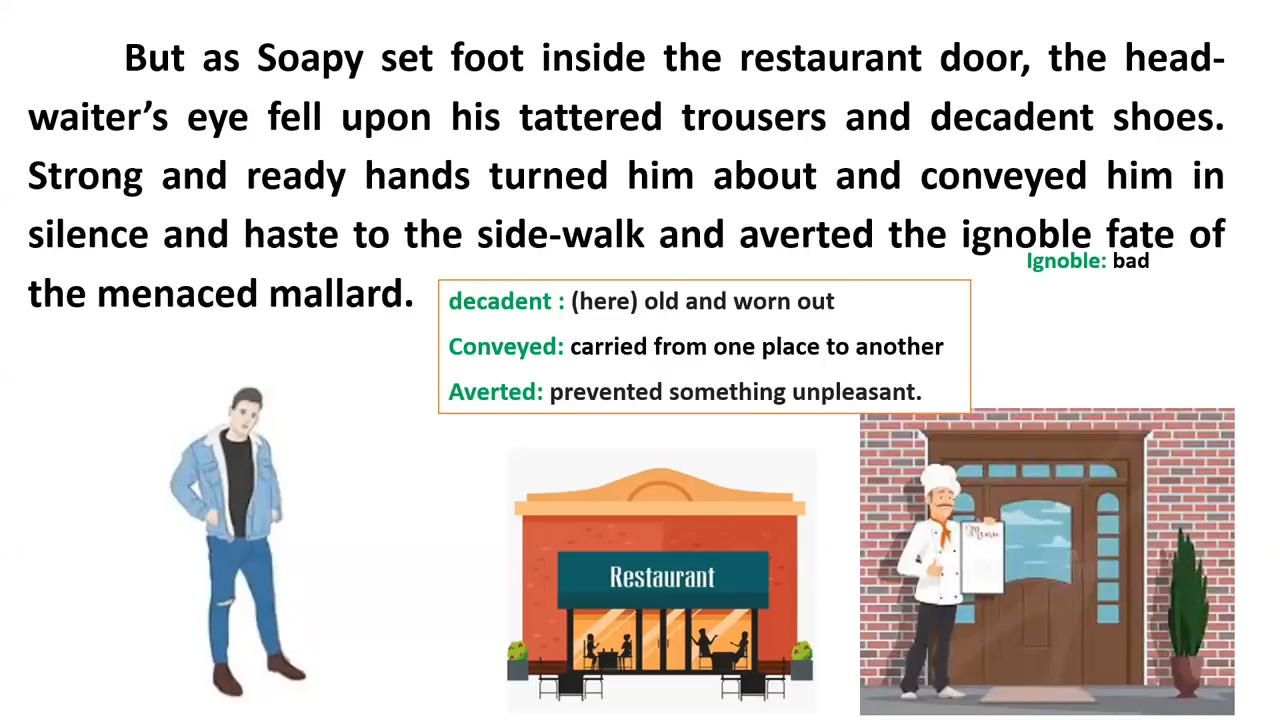 But as Soapy set foot inside the restaurant door, the head-
waiter’s eye fell upon his tattered trousers and decadent shoes.
Strong and ready hands turned him about and conveyed him in
silence and haste to the side-walk and averted the ignoble fate of
Ignoble: bad
the menaced mallard.
decadent : (here) old and worn out
Conveyed: carried from one place to another
Averted: prevented something unpleasant.
Restaurant
Menu